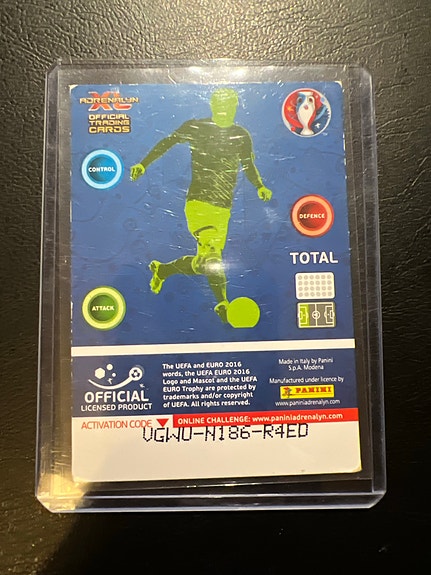 ADRENALYN
XL
OFFICIAL
TRADING
CARDS
CONTROL
DEFENCE
TOTAL
ATTACK
OFFICIAL
LICENSED PRODUCT
The UEFA and EURO 2016
words, the UEFA EURO 2016
Logo and Mascot and the UEFA
EURO Trophy are protected by
trademarks and/or copyright
of UEFA. All rights reserved.
Made in Italy by Panini
S.p.A. Modena
Manufactured under licence by
PANINI
www.paniniadrenalyn.com
ACTIVATION CODE
ONLINE CHALLENGE: www.paniniadrenalyn.com
VGWU-N186-R4ED